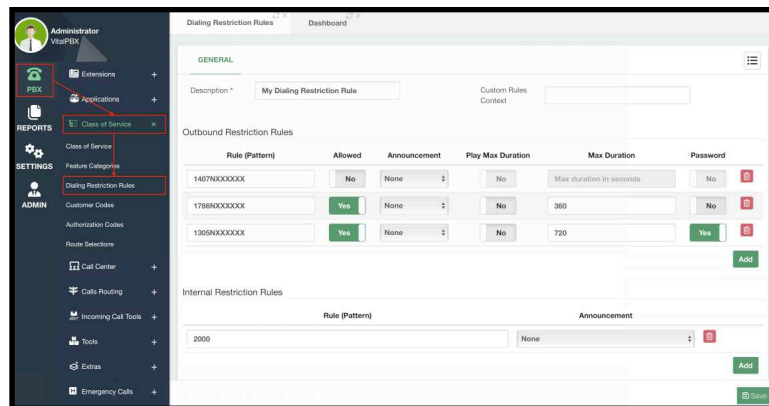 Administrator
VitalPBX
PBX
REPORTS
SETTINGS
ADMIN
Extensions +
Applications +
Class of Service ×
Class of Service
Feature Categories
Dialing Restriction Rules
Customer Codes
Authorization Codes
Route Selections
Call Center +
Calls Routing +
Incoming Call Tools +
Tools +
Extras +
Emergency Calls +
Dialing Restriction Rules Dashboard
GENERAL
Description * My Dialing Restriction Rule Custom Rules
Context
Outbound Restriction Rules
Rule (Pattern) Allowed Announcement Play Max Duration Max Duration Password
1407NXXXXXX No None No Max duration in seconds No
1786NXXXXXX Yes None No 360 No
1305NXXXXXX Yes None No 720 Yes
Add
Internal Restriction Rules
Rule (Pattern) Announcement
2000 None
Add
Save